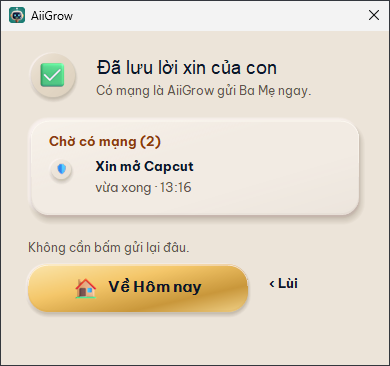 AiiGrow
Đã lưu lời xin của con
Có mạng là AiiGrow gửi Ba Mẹ ngay.
Chờ có mạng (2)
Xin mở Capcut
vừa xong · 13:16
Không cần bấm gửi lại đâu.
Về Hôm nay
‹ Lùi